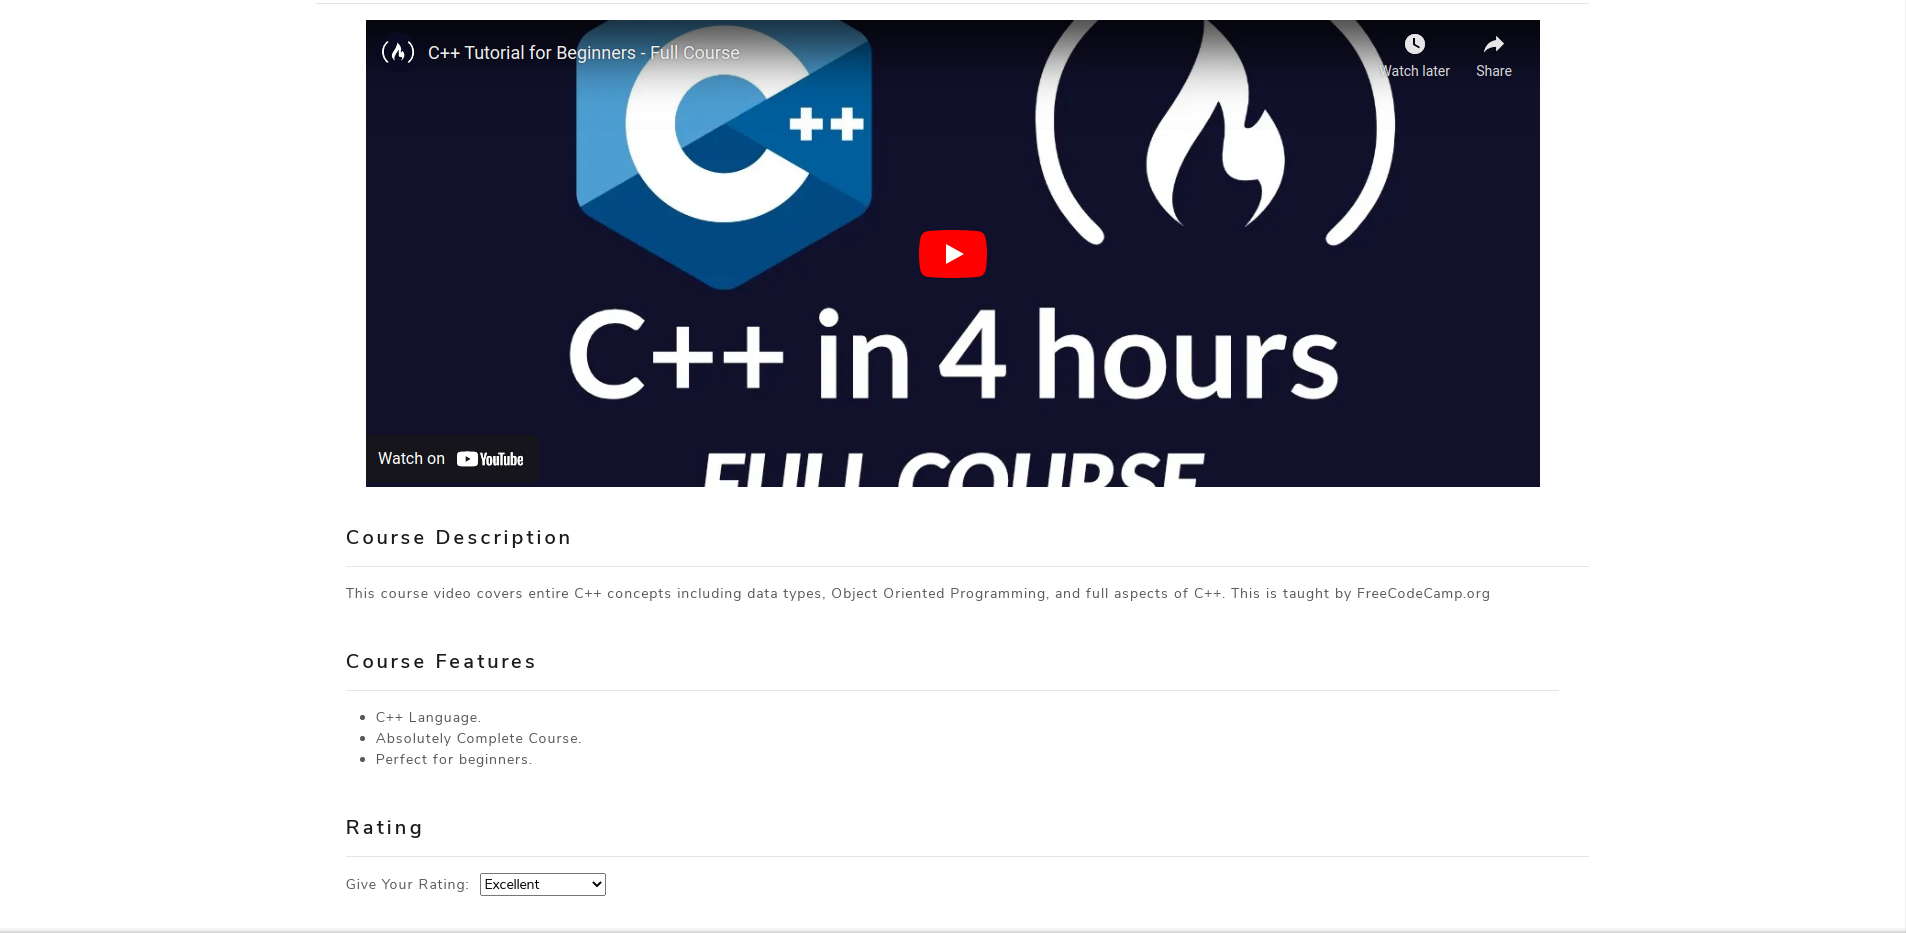 C++ Tutorial for Beginners - Full Course
Watch later
Share
++
C++ in 4 hours
FULL COURSE
Watch on YouTube
Course Description
This course video covers entire C++ concepts including data types, Object Oriented Programming, and full aspects of C++. This is taught by FreeCodeCamp.org
Course Features
C++ Language.
Absolutely Complete Course.
Perfect for beginners.
Rating
Give Your Rating: Excellent